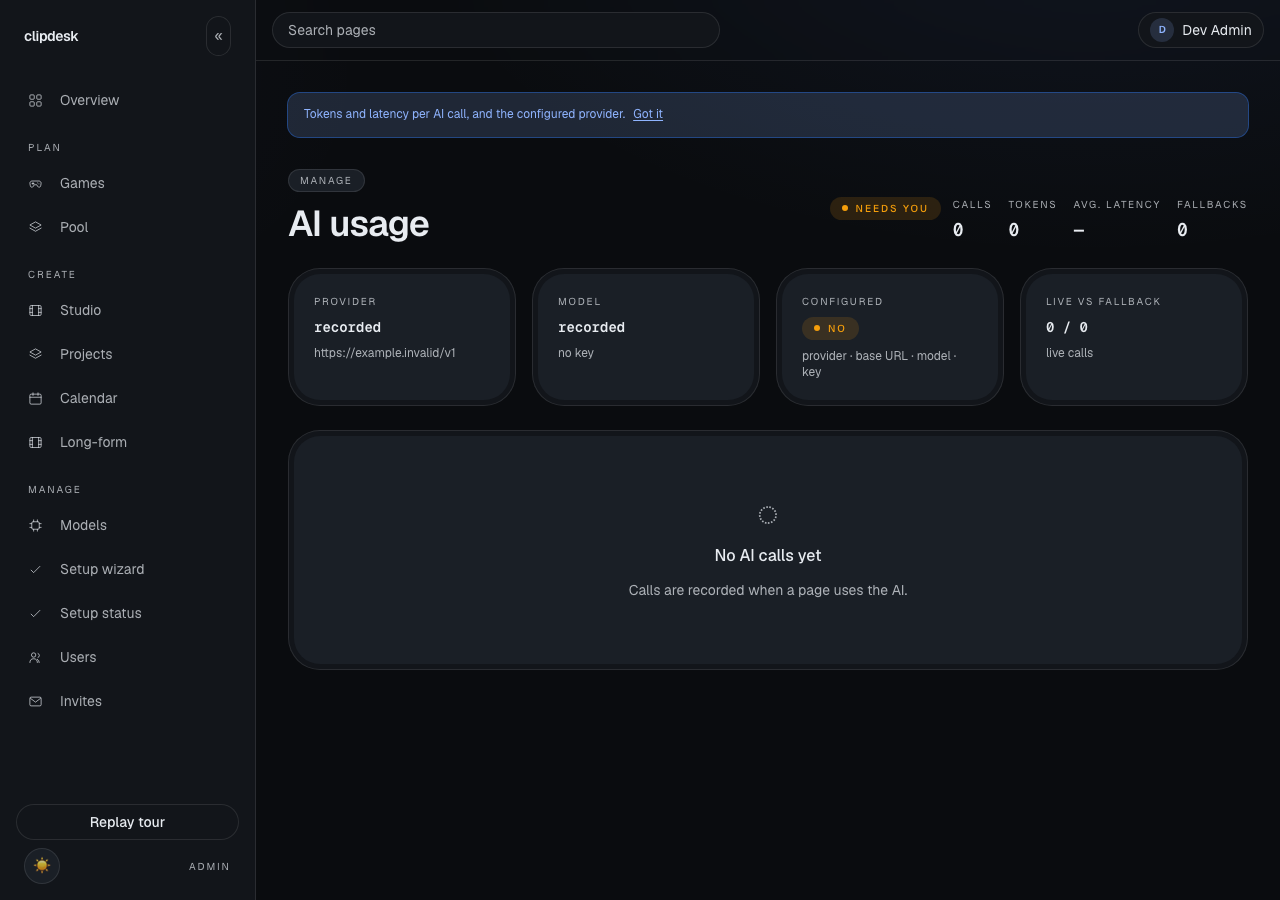 clipdesk
«
Search pages
D
Dev Admin
Overview
PLAN
Games
Pool
CREATE
Studio
Projects
Calendar
Long-form
MANAGE
Models
Setup wizard
Setup status
Users
Invites
Replay tour
ADMIN
Tokens and latency per AI call, and the configured provider. Got it
MANAGE
AI usage
NEEDS YOU
CALLS
0
TOKENS
0
AVG. LATENCY
—
FALLBACKS
0
PROVIDER
recorded
https://example.invalid/v1
MODEL
recorded
no key
CONFIGURED
NO
provider · base URL · model ·
key
LIVE VS FALLBACK
0 / 0
live calls
No AI calls yet
Calls are recorded when a page uses the AI.